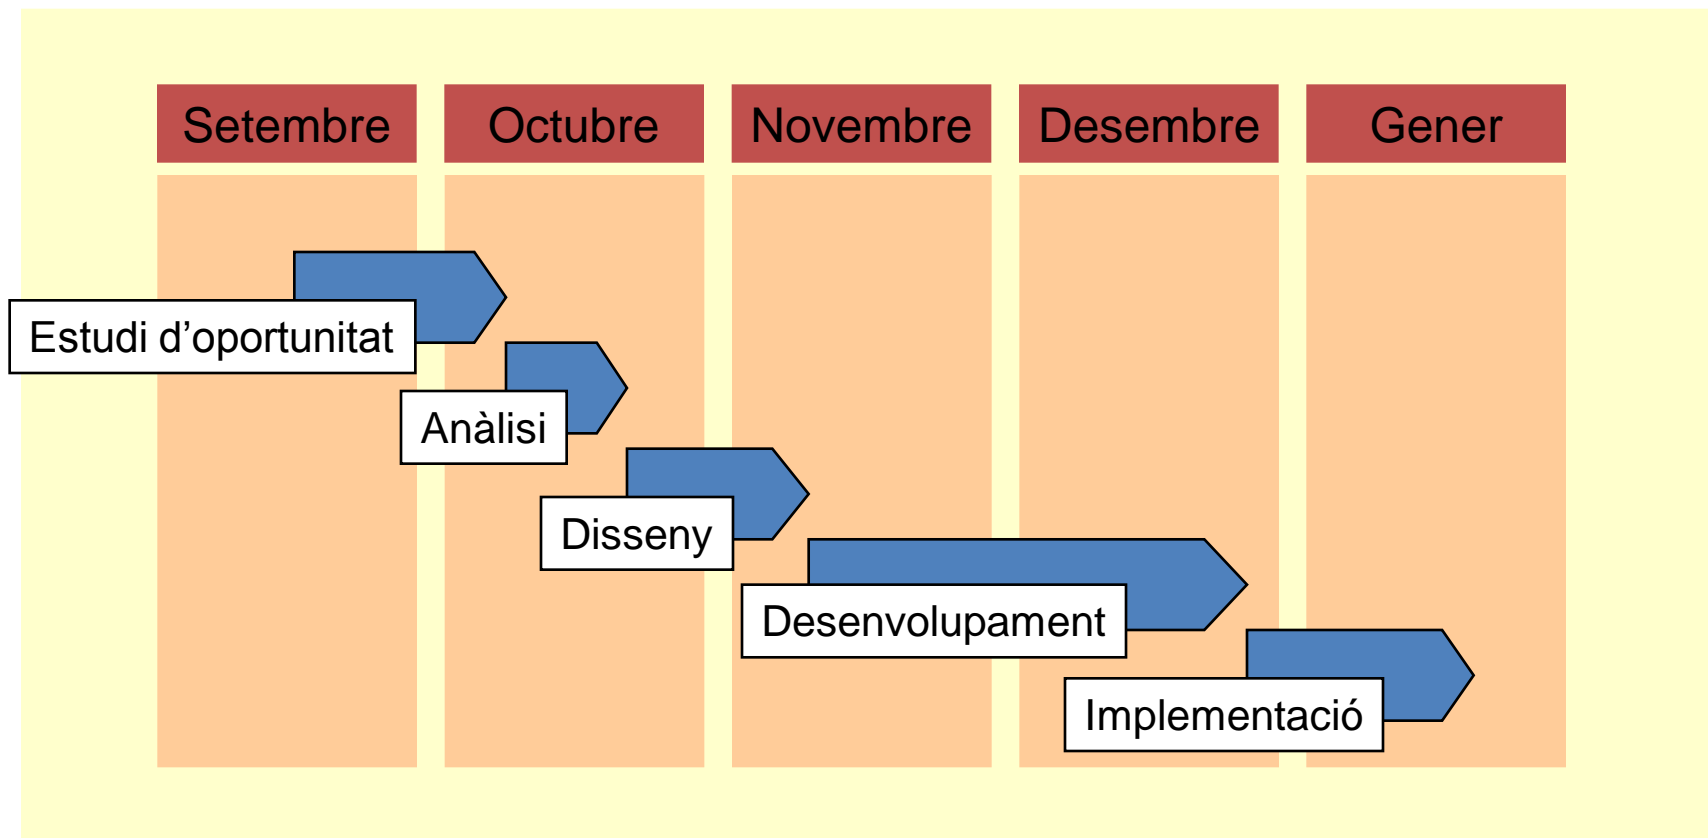 Setembre
Octubre
Novembre
Desembre
Gener
Estudi d’oportunitat
Anàlisi
Disseny
Desenvolupament
Implementació